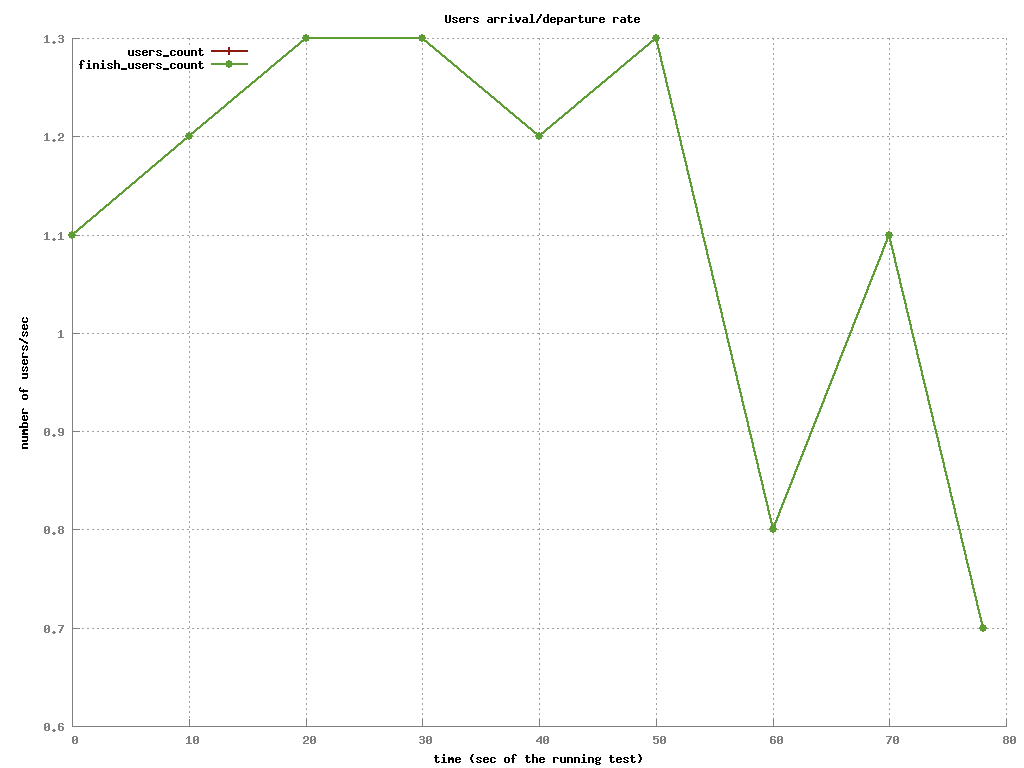 Users arrival/departure rate
users_count
finish_users_count
1.3
1.2
1.1
1
0.9
0.8
0.7
0.6
number of users/sec
0 10 20 30 40 50 60 70 80
time (sec of the running test)